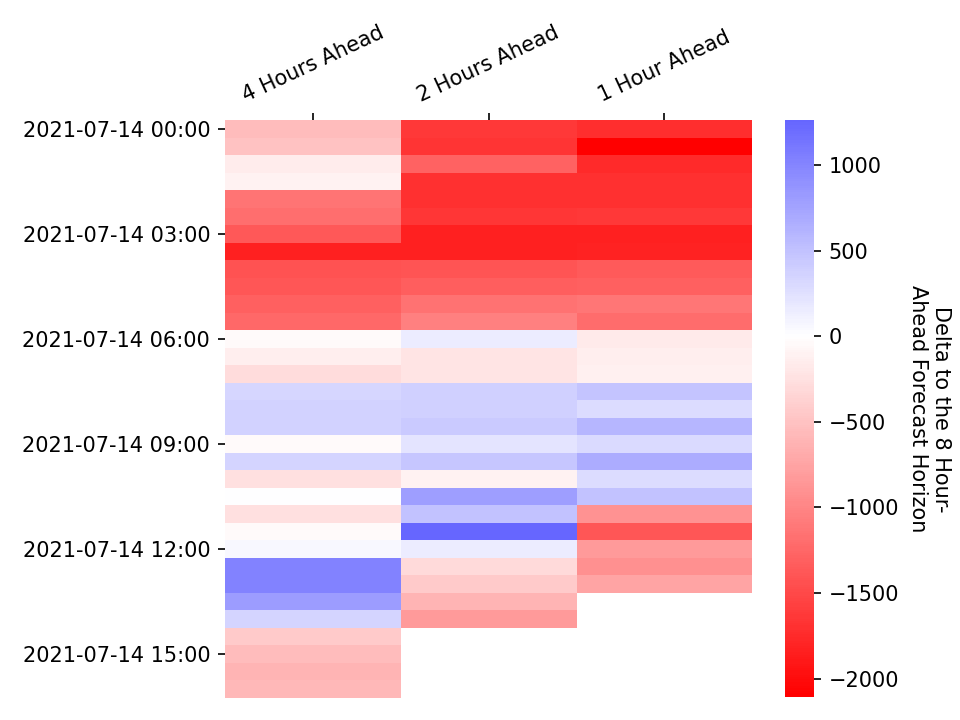 4 Hours Ahead
2 Hours Ahead
1 Hour Ahead
2021-07-14 00:00
2021-07-14 03:00
2021-07-14 06:00
2021-07-14 09:00
2021-07-14 12:00
2021-07-14 15:00
1000
500
0
−500
−1000
−1500
−2000
Delta to the 8 Hour-
Ahead Forecast Horizon